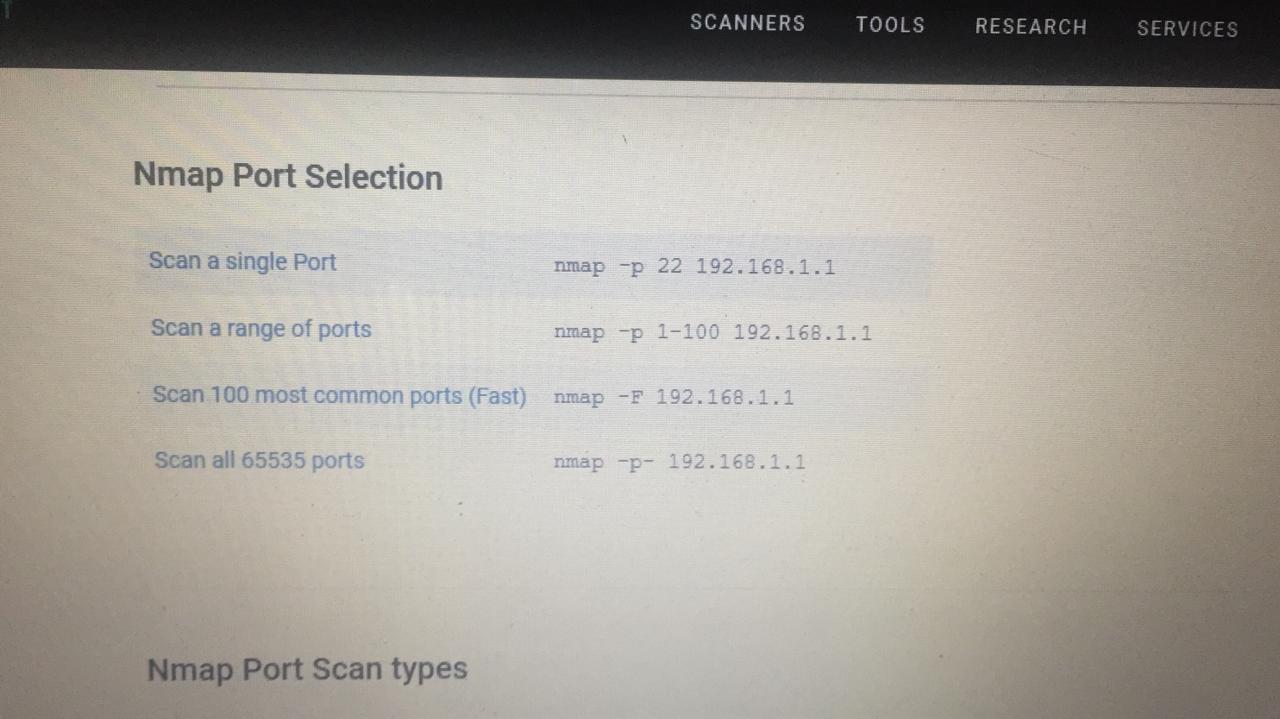 SCANNERS TOOLS RESEARCH SERVICES
Nmap Port Selection
Scan a single Port nmap -p 22 192.168.1.1
Scan a range of ports nmap -p 1-100 192.168.1.1
Scan 100 most common ports (Fast) nmap -F 192.168.1.1
Scan all 65535 ports nmap -p- 192.168.1.1
Nmap Port Scan types